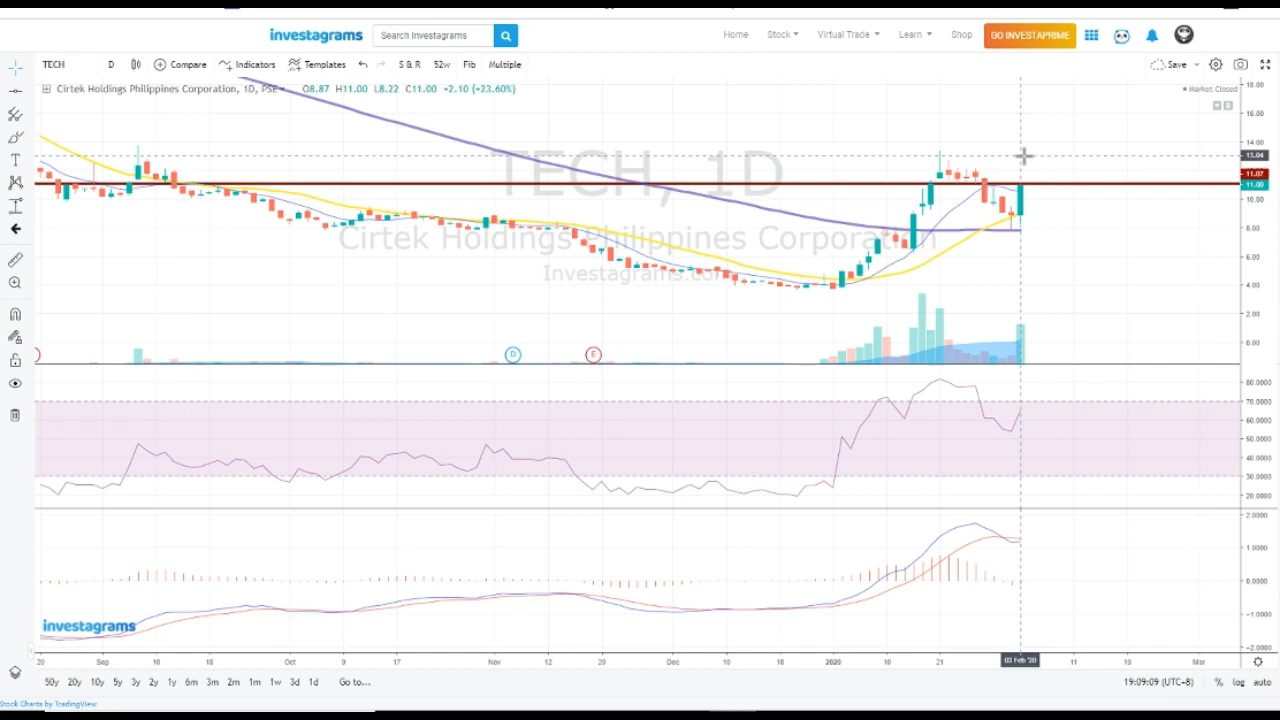 investagrams Search Investagrams Home Stock Virtual Trade Learn Shop GO INVESTAPRIME
TECH D Compare Indicators Templates S & R 52w Fib Multiple Save
Cirtek Holdings Philippines Corporation, 1D, PSE O8.87 H11.00 L8.22 C11.00 +2.10 (+23.60%) Market Closed
TECH, 1D
Cirtek Holdings Philippines Corporation
Investagrams.com
18.00
16.00
14.00
13.04
11.07
11.00
10.00
8.00
6.00
4.00
2.00
0.00
D E
80.0000
70.0000
60.0000
50.0000
40.0000
30.0000
20.0000
2.0000
1.0000
0.0000
-1.0000
-2.0000
investagrams
20 Sep 10 18 Oct 9 17 Nov 12 20 Dec 10 18 2020 10 21 03 Feb '20 11 19 Mar
50y 20y 10y 5y 3y 2y 1y 6m 3m 2m 1m 1w 3d 1d Go to... 19:09:09 (UTC-8) % log auto
Stock Charts by TradingView